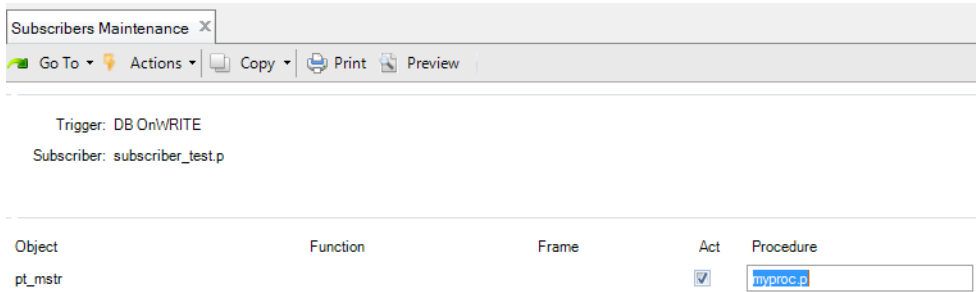 Subscribers Maintenance
Go To Actions Copy Print Preview
Trigger: DB OnWRITE
Subscriber: subscriber_test.p
Object Function Frame Act Procedure
pt_mstr myproc.p